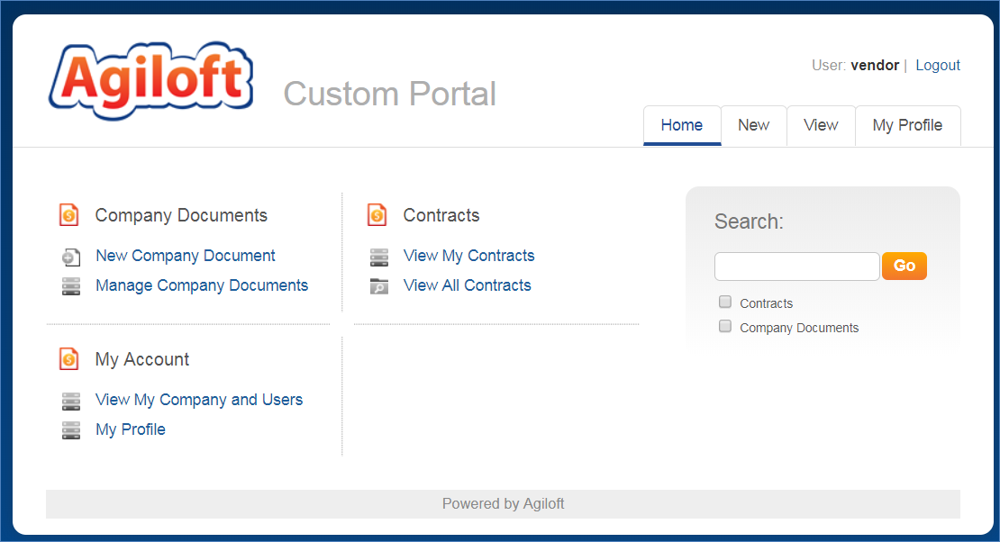 Agiloft
Custom Portal
User: vendor | Logout
Home New View My Profile
Company Documents
New Company Document
Manage Company Documents
Contracts
View My Contracts
View All Contracts
My Account
View My Company and Users
My Profile
Search:
Go
Contracts
Company Documents
Powered by Agiloft